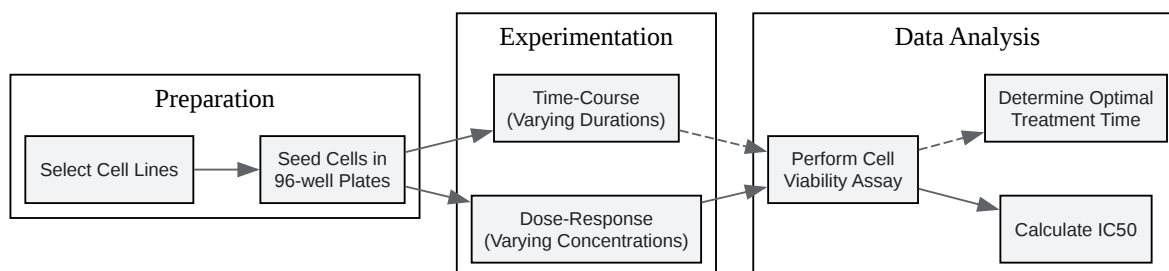 Preparation
Select Cell Lines
Seed Cells in
96-well Plates
Experimentation
Time-Course
(Varying Durations)
Dose-Response
(Varying Concentrations)
Data Analysis
Perform Cell
Viability Assay
Determine Optimal
Treatment Time
Calculate IC50